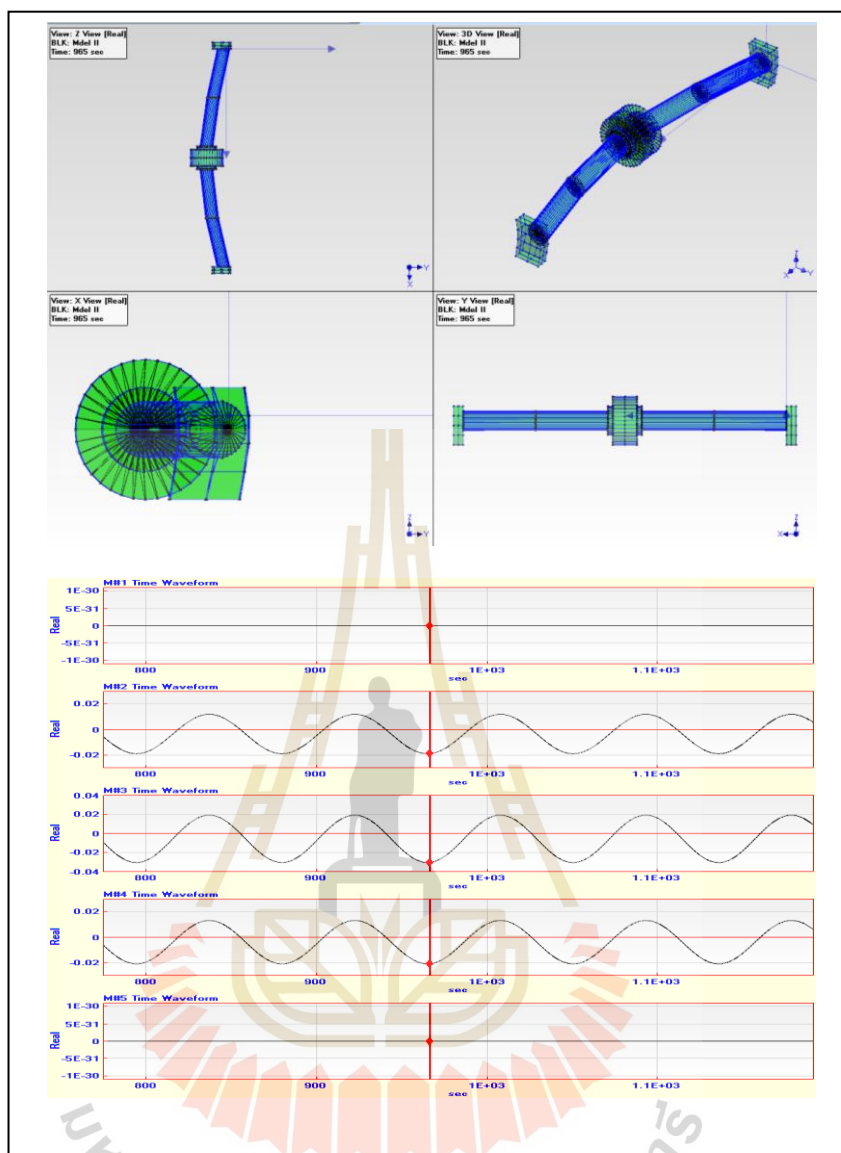 View: Z View [Real]
BLK: Mdel II
Time: 965 sec
Y
X
View: 3D View [Real]
BLK: Mdel II
Time: 965 sec
Z
X
Y
View: X View [Real]
BLK: Mdel II
Time: 965 sec
Z
Y
View: Y View [Real]
BLK: Mdel II
Time: 965 sec
Z
X
M#1 Time Waveform
Real
1E-30
5E-31
0
-5E-31
-1E-30
800
900
1E+03
1.1E+03
sec
M#2 Time Waveform
Real
0.02
0
-0.02
800
900
1E+03
1.1E+03
sec
M#3 Time Waveform
Real
0.04
0.02
0
-0.02
-0.04
800
900
1E+03
1.1E+03
sec
M#4 Time Waveform
Real
0.02
0
-0.02
800
900
1E+03
1.1E+03
sec
M#5 Time Waveform
Real
1E-30
5E-31
0
-5E-31
-1E-30
800
900
1E+03
1.1E+03
sec